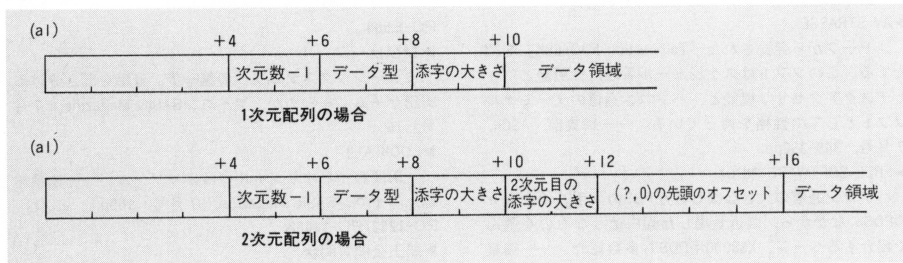 (a1)
+4 +6 +8 +10
次元数-1 データ型 添字の大きさ データ領域
1次元配列の場合
(a1)
+4 +6 +8 +10 +12 +16
次元数-1 データ型 添字の大きさ 2次元目の添字の大きさ (?,0)の先頭のオフセット データ領域
2次元配列の場合